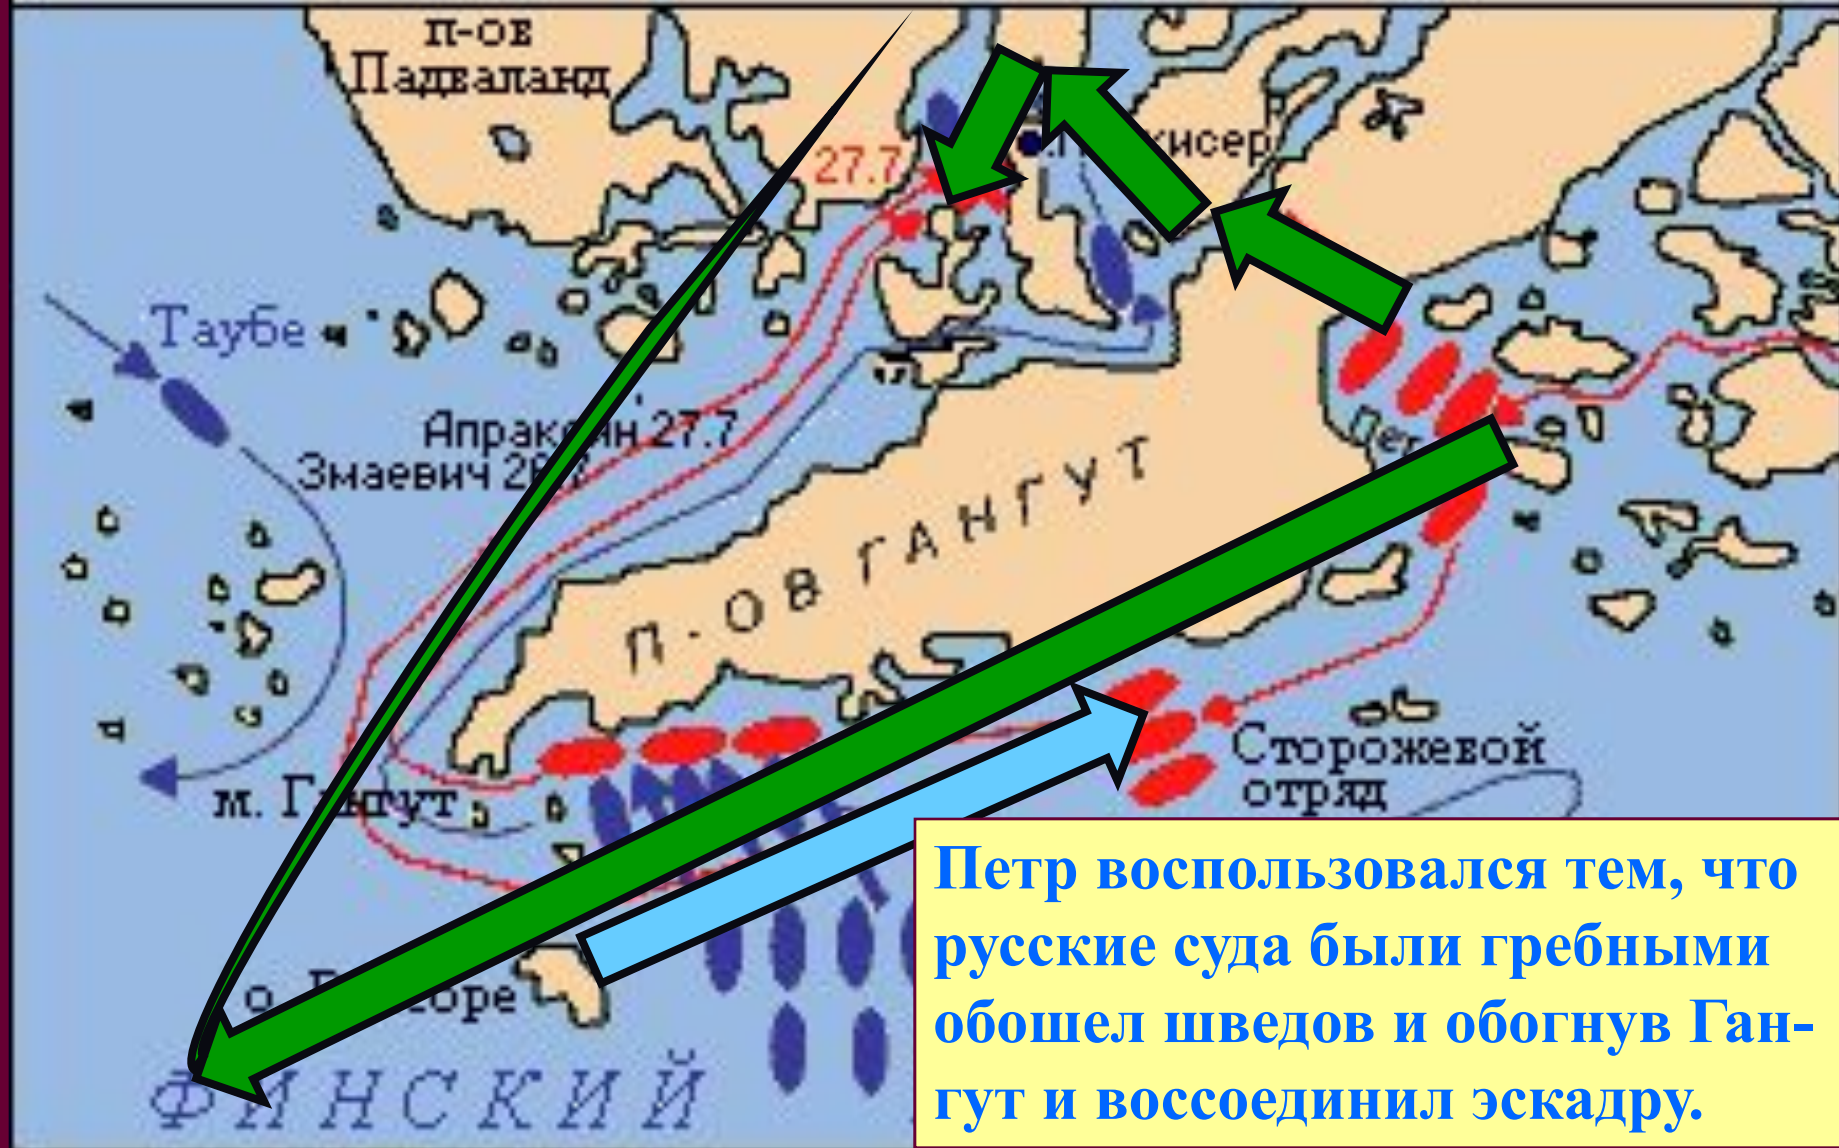 п-ов
Падваланд
27.7
Таубе
27.7
Змаевич
П-ОВ ГАНГУТ
Сторожевой
отряд
м. Гангут
о.
ФИНСКИЙ
Петр воспользовался тем, что
русские суда были гребными
обошел шведов и обогнув Ган-
гут и воссоединил эскадру.